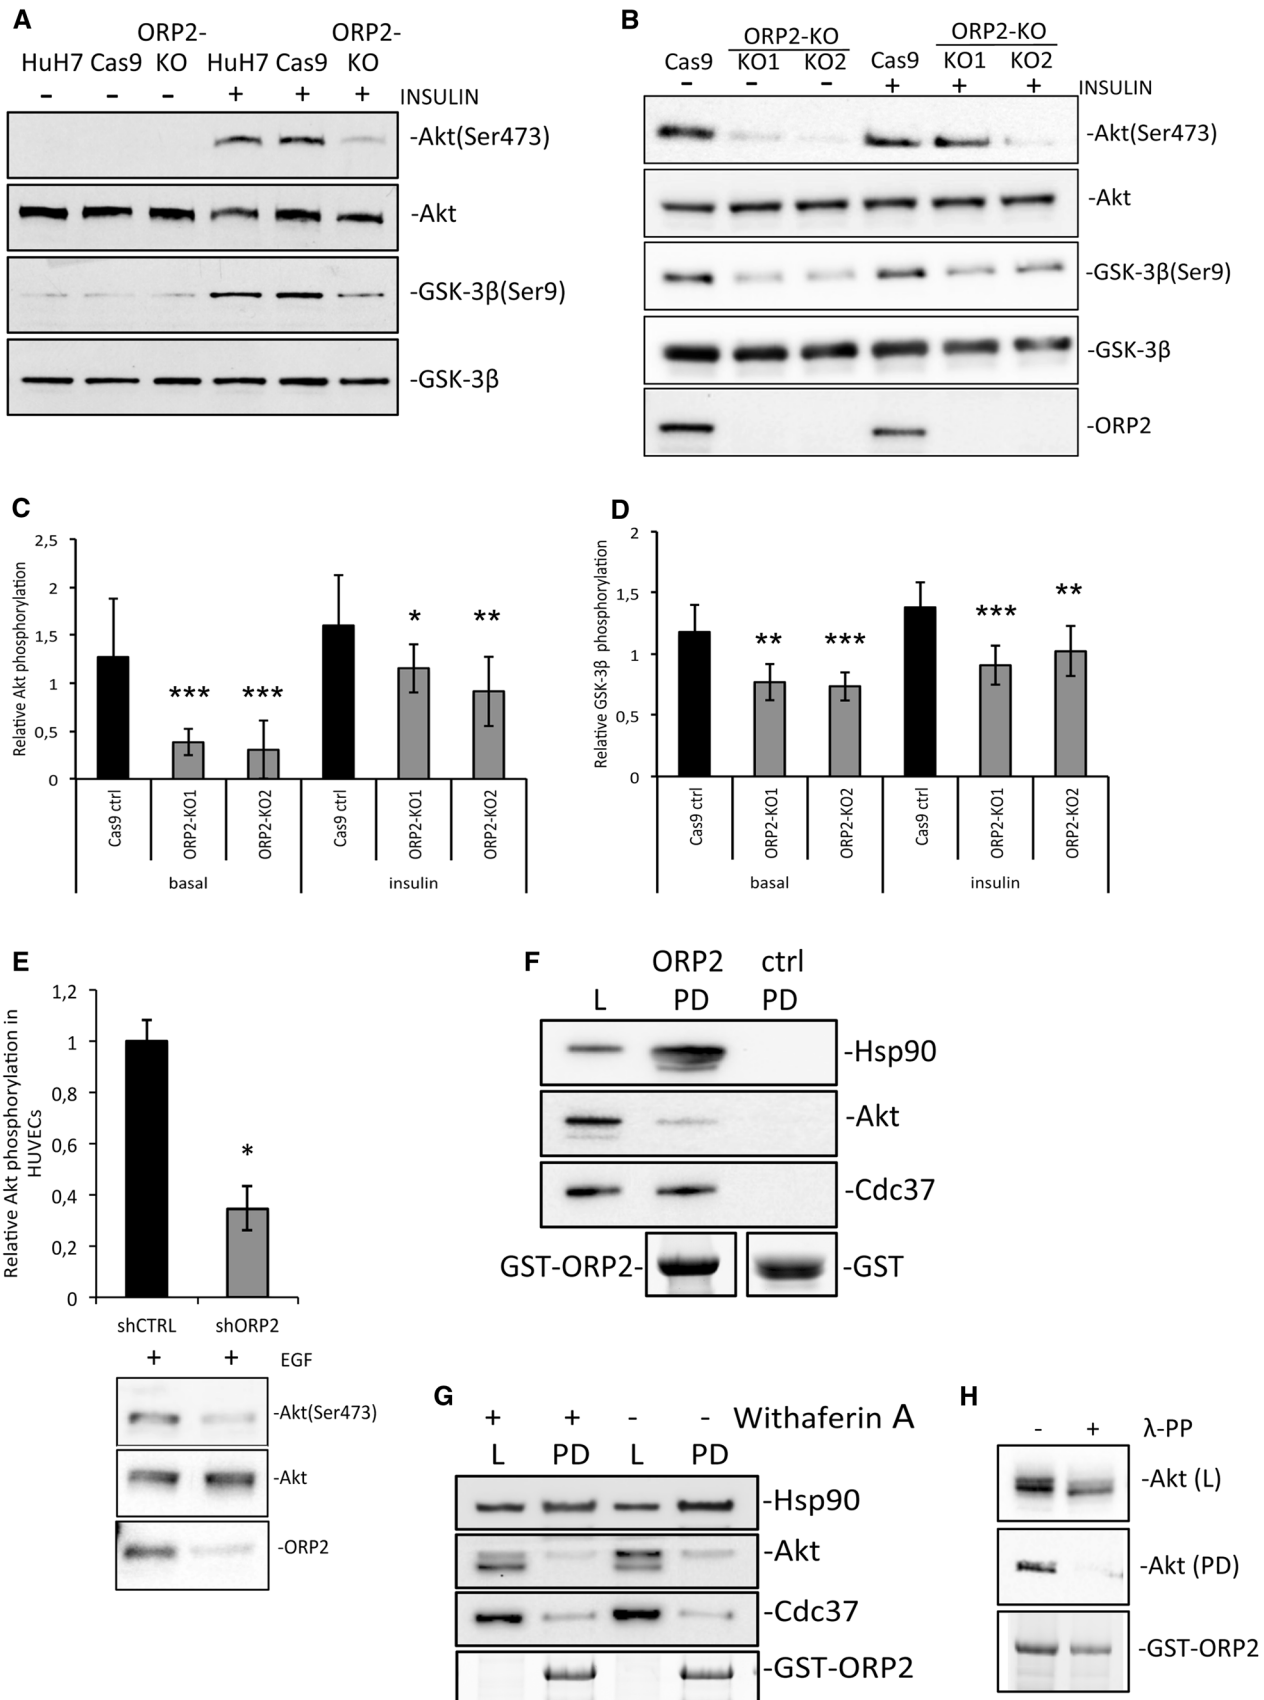 A
ORP2- ORP2-
HuH7 Cas9 KO HuH7 Cas9 KO
- - - + + + INSULIN
-Akt(Ser473)
-Akt
-GSK-3β(Ser9)
-GSK-3β
B
ORP2-KO ORP2-KO
Cas9 KO1 KO2 Cas9 KO1 KO2
- - - + + + INSULIN
-Akt(Ser473)
-Akt
-GSK-3β(Ser9)
-GSK-3β
-ORP2
C
Relative Akt phosphorylation
2,5
2
1,5
1
0,5
0
*** *** * **
Cas9 ctrl
ORP2-KO1
ORP2-KO2
Cas9 ctrl
ORP2-KO1
ORP2-KO2
basal insulin
D
Relative GSK-3β phosphorylation
2
1,5
1
0,5
0
** *** *** **
Cas9 ctrl
ORP2-KO1
ORP2-KO2
Cas9 ctrl
ORP2-KO1
ORP2-KO2
basal insulin
E
Relative Akt phosphorylation in
HUVECs
1,2
1
0,8
0,6
0,4
0,2
0
*
shCTRL shORP2
+ + EGF
-Akt(Ser473)
-Akt
-ORP2
F
ORP2 ctrl
L PD PD
-Hsp90
-Akt
-Cdc37
GST-ORP2- -GST
G
+ + - - Withaferin A
L PD L PD
-Hsp90
-Akt
-Cdc37
-GST-ORP2
H
- + λ-PP
-Akt (L)
-Akt (PD)
-GST-ORP2